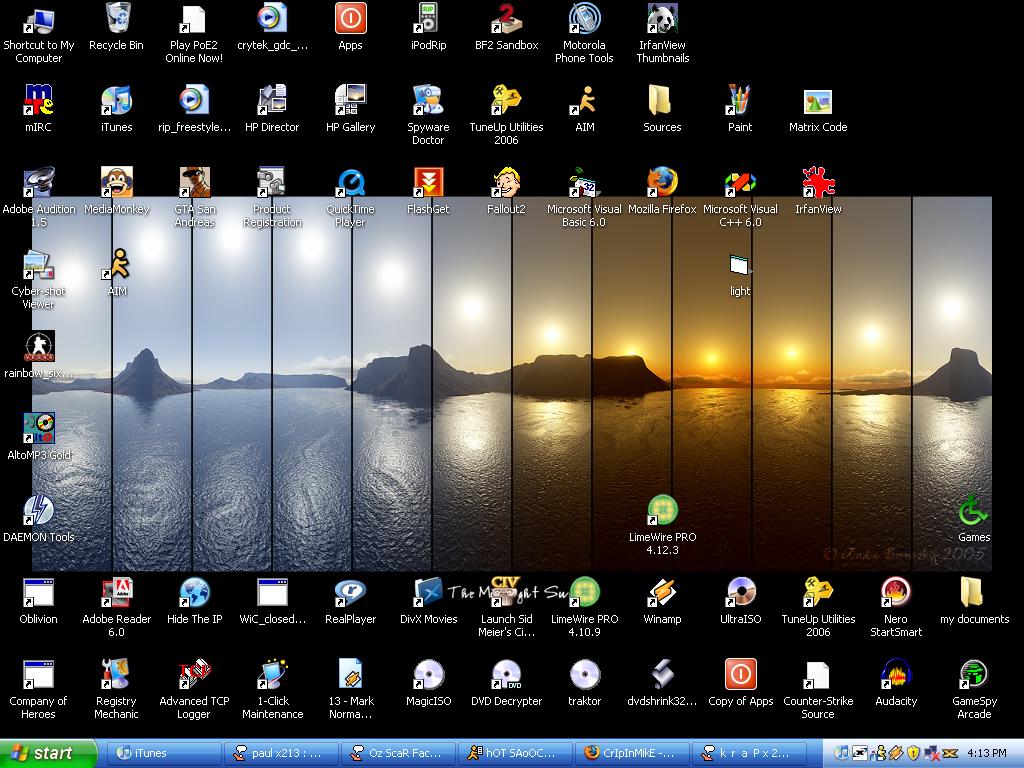 Shortcut to My Computer
Recycle Bin
Play PoE2 Online Now!
crytek_gdc_...
Apps
iPodRip
BF2 Sandbox
Motorola Phone Tools
IrfanView Thumbnails
mIRC
iTunes
rip_freestyle...
HP Director
HP Gallery
Spyware Doctor
TuneUp Utilities 2006
AIM
Sources
Paint
Matrix Code
Adobe Audition 1.5
MediaMonkey
GTA San Andreas
Product Registration
QuickTime Player
FlashGet
Fallout2
Microsoft Visual Basic 6.0
Mozilla Firefox
Microsoft Visual C++ 6.0
IrfanView
Cyber-shot Viewer
AIM
light
rainbow_six...
AltoMP3 Gold
DAEMON Tools
LimeWire PRO 4.12.3
Games
2005
Oblivion
Adobe Reader 6.0
Hide The IP
WiC_closed...
RealPlayer
DivX Movies
Launch Sid Meier's Ci...
LimeWire PRO 4.10.9
Winamp
UltraISO
TuneUp Utilities 2006
Nero StartSmart
my documents
Company of Heroes
Registry Mechanic
Advanced TCP Logger
1-Click Maintenance
13 - Mark Norma...
MagicISO
DVD Decrypter
traktor
dvdshrink32...
Copy of Apps
Counter-Strike Source
Audacity
GameSpy Arcade
start
iTunes
paul x213 : ...
Oz ScaR Fac...
hOT SAoOC...
CrIpInMikE -...
k r a P x 2...
4:13 PM